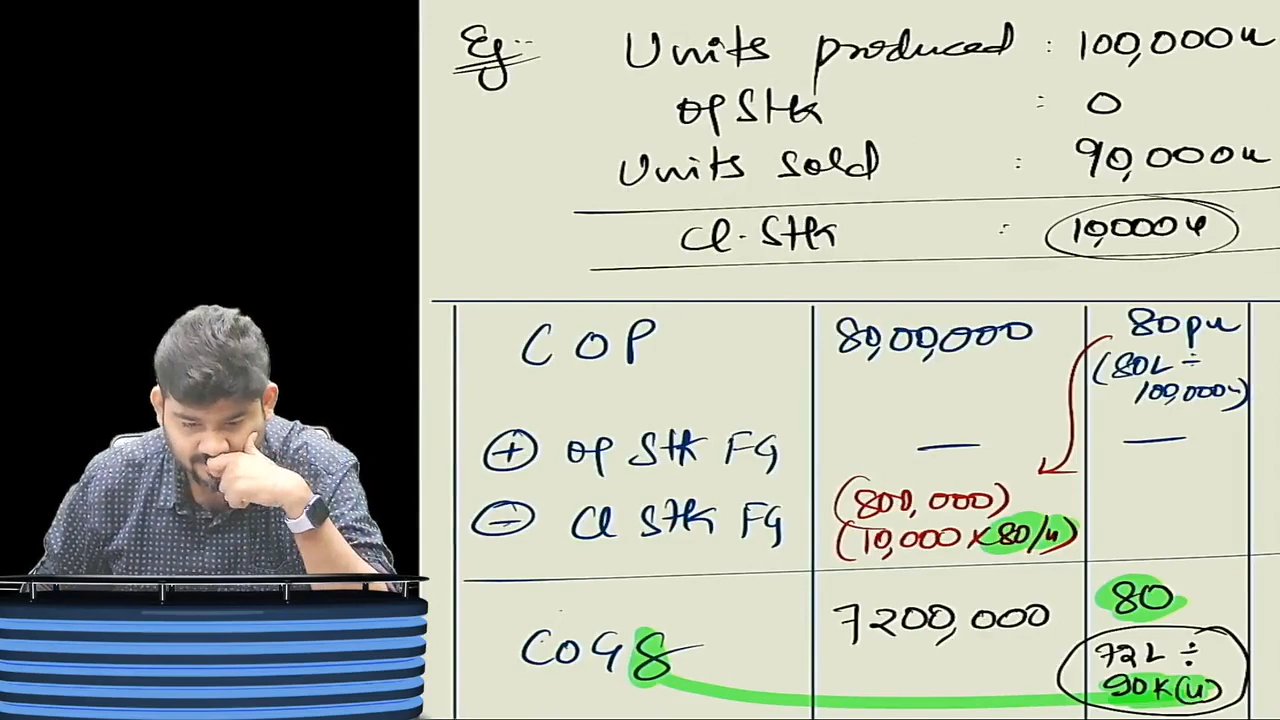 Eg:- Units produced : 100,000u
op Stk : 0
Units sold : 90,000u
Cl. Stk : 10,000u
COP 80,00,000 80 pu
(80L ÷
100,000u)
+ op Stk FG — —
- Cl Stk FG (800,000)
(10,000 x 80/u)
COGS 7200,000 80
72L ÷
90K(u)